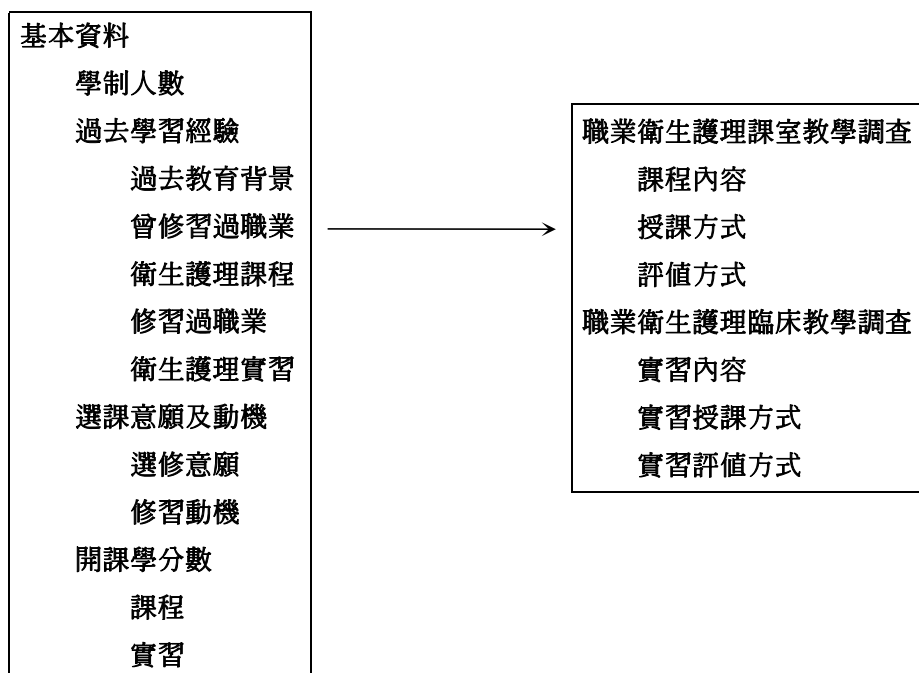 基本資料
學制人數
過去學習經驗
過去教育背景
曾修習過職業
衛生護理課程
修習過職業
衛生護理實習
選課意願及動機
選修意願
修習動機
開課學分數
課程
實習
職業衛生護理課室教學調查
課程內容
授課方式
評值方式
職業衛生護理臨床教學調查
實習內容
實習授課方式
實習評值方式